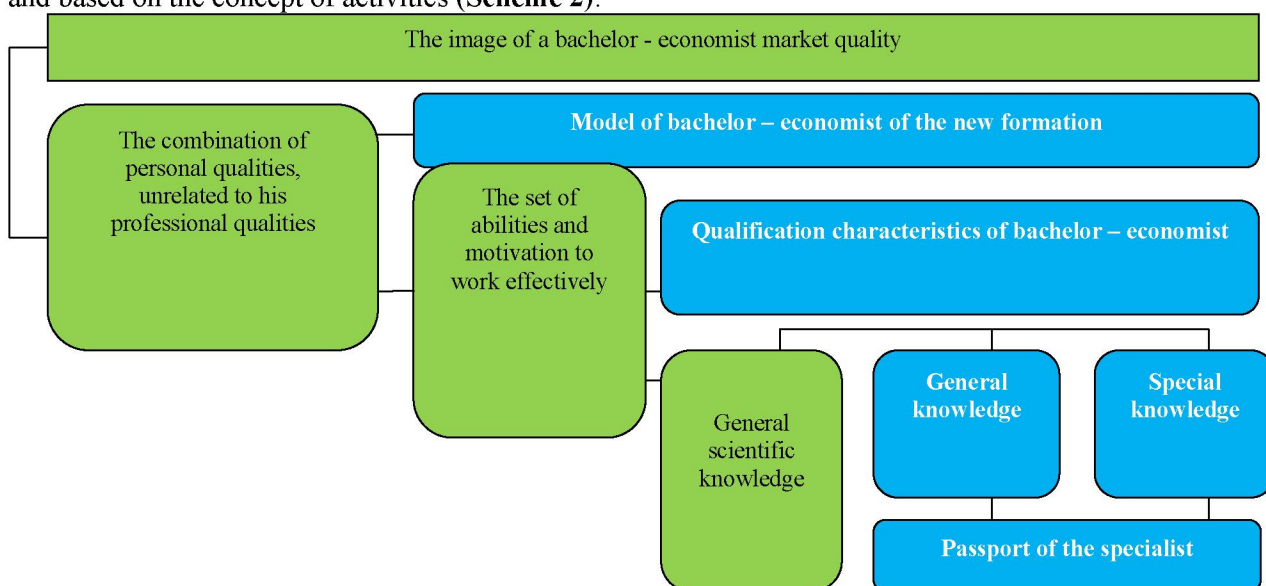 and based on the concept of activities (Scheme 2).
The image of a bachelor - economist market quality
The combination of
personal qualities,
unrelated to his
professional qualities
Model of bachelor – economist of the new formation
The set of
abilities and
motivation to
work effectively
Qualification characteristics of bachelor – economist
General
scientific
knowledge
General
knowledge
Special
knowledge
Passport of the specialist